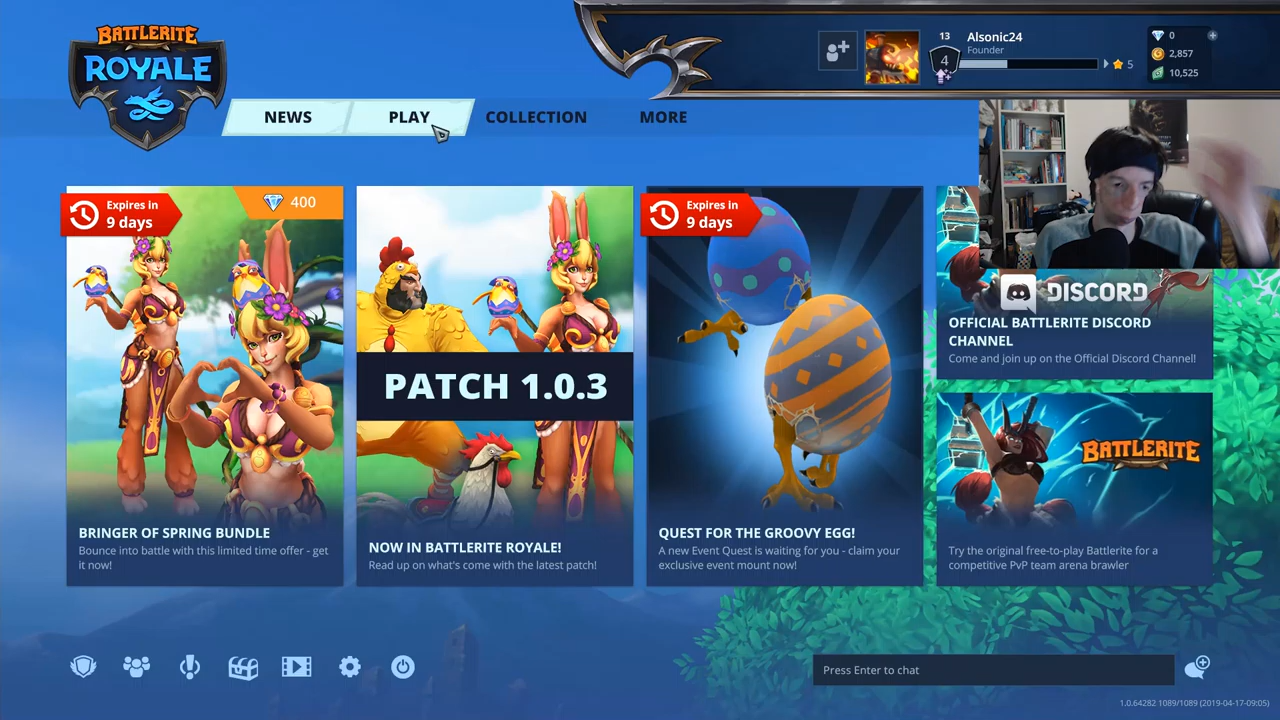 BATTLERITE
ROYALE
NEWS
PLAY
COLLECTION
MORE
13
4
Alsonic24
Founder
5
0
2,857
10,525
Expires in
9 days
400
BRINGER OF SPRING BUNDLE
Bounce into battle with this limited time offer - get
it now!
PATCH 1.0.3
NOW IN BATTLERITE ROYALE!
Read up on what's come with the latest patch!
Expires in
9 days
QUEST FOR THE GROOVY EGG!
A new Event Quest is waiting for you - claim your
exclusive event mount now!
DISCORD
OFFICIAL BATTLERITE DISCORD
CHANNEL
Come and join up on the Official Discord Channel!
BATTLERITE
Try the original free-to-play Battlerite for a
competitive PvP team arena brawler
Press Enter to chat
1.0.64282 1089/1089 (2019-04-17-09:05)